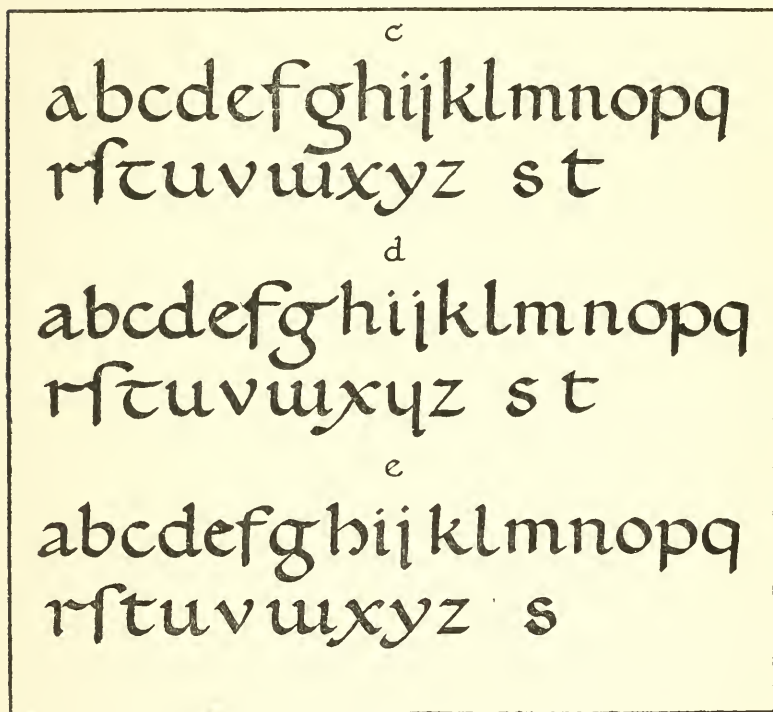 c
abcdefghijklmnopq
rſtuvwxyz s t
d
abcdefghijklmnopq
rſtuvwxyz s t
e
abcdefghijklmnopq
rſtuvwxyz s